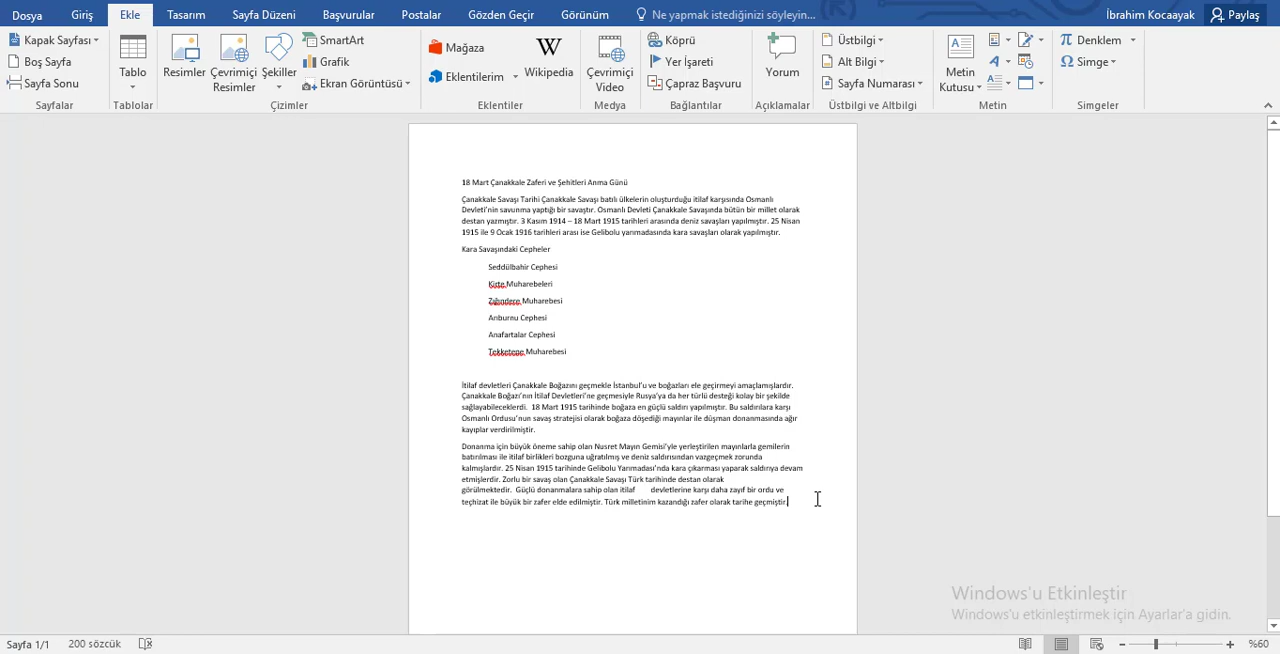 Dosya Giriş Ekle Tasarım Sayfa Düzeni Başvurular Postalar Gözden Geçir Görünüm Ne yapmak istediğinizi söyleyin... İbrahim Kocaayak Paylaş
Kapak Sayfası
Boş Sayfa
Sayfa Sonu
Sayfalar
Tablo
Tablolar
Resimler
Çevrimiçi Resimler
Şekiller
SmartArt
Grafik
Ekran Görüntüsü
Çizimler
Mağaza
Eklentilerim
W
Wikipedia
Eklentiler
Çevrimiçi Video
Medya
Köprü
Yer İşareti
Çapraz Başvuru
Bağlantılar
Yorum
Açıklamalar
Üstbilgi
Alt Bilgi
Sayfa Numarası
Üstbilgi ve Altbilgi
Metin Kutusu
Metin
Denklem
Simge
Simgeler
18 Mart Çanakkale Zaferi ve Şehitleri Anma Günü
Çanakkale Savaşı Tarihi Çanakkale Savaşı batılı ülkelerin oluşturduğu itilaf karşısında Osmanlı
Devleti'nin savunma yaptığı bir savaştır. Osmanlı Devleti Çanakkale Savaşında bütün bir millet olarak
destan yazmıştır. 3 Kasım 1914 – 18 Mart 1915 tarihleri arasında deniz savaşları yapılmıştır. 25 Nisan
1915 ile 9 Ocak 1916 tarihleri arası ise Gelibolu yarımadasında kara savaşları olarak yapılmıştır.
Kara Savaşındaki Cepheler
Seddülbahir Cephesi
Kirte Muharebeleri
Zığındere Muharebesi
Arıburnu Cephesi
Anafartalar Cephesi
Tekketepe Muharebesi
İtilaf devletleri Çanakkale Boğazını geçmekle İstanbul'u ve boğazları ele geçirmeyi amaçlamışlardır.
Çanakkale Boğazı'nın İtilaf Devletleri'ne geçmesiyle Rusya'ya da her türlü desteği kolay bir şekilde
sağlayabileceklerdi. 18 Mart 1915 tarihinde boğaza en güçlü saldırı yapılmıştır. Bu saldırılara karşı
Osmanlı Ordusu'nun savaş stratejisi olarak boğaza döşediği mayınlar ile düşman donanmasında ağır
kayıplar verdirilmiştir.
Donanma için büyük öneme sahip olan Nusret Mayın Gemisi'yle yerleştirilen mayınlarla gemilerin
batırılması ile itilaf birlikleri bozguna uğratılmış ve deniz saldırısından vazgeçmek zorunda
kalmışlardır. 25 Nisan 1915 tarihinde Gelibolu Yarımadası'nda kara çıkarması yaparak saldırıya devam
etmişlerdir. Zorlu bir savaş olan Çanakkale Savaşı Türk tarihinde destan olarak
görülmektedir. Güçlü donanmalara sahip olan itilaf devletlerine karşı daha zayıf bir ordu ve
teçhizat ile büyük bir zafer elde edilmiştir. Türk milletinim kazandığı zafer olarak tarihe geçmiştir.
Windows'u Etkinleştir
Windows'u etkinleştirmek için Ayarlar'a gidin.
Sayfa 1/1 200 sözcük %60